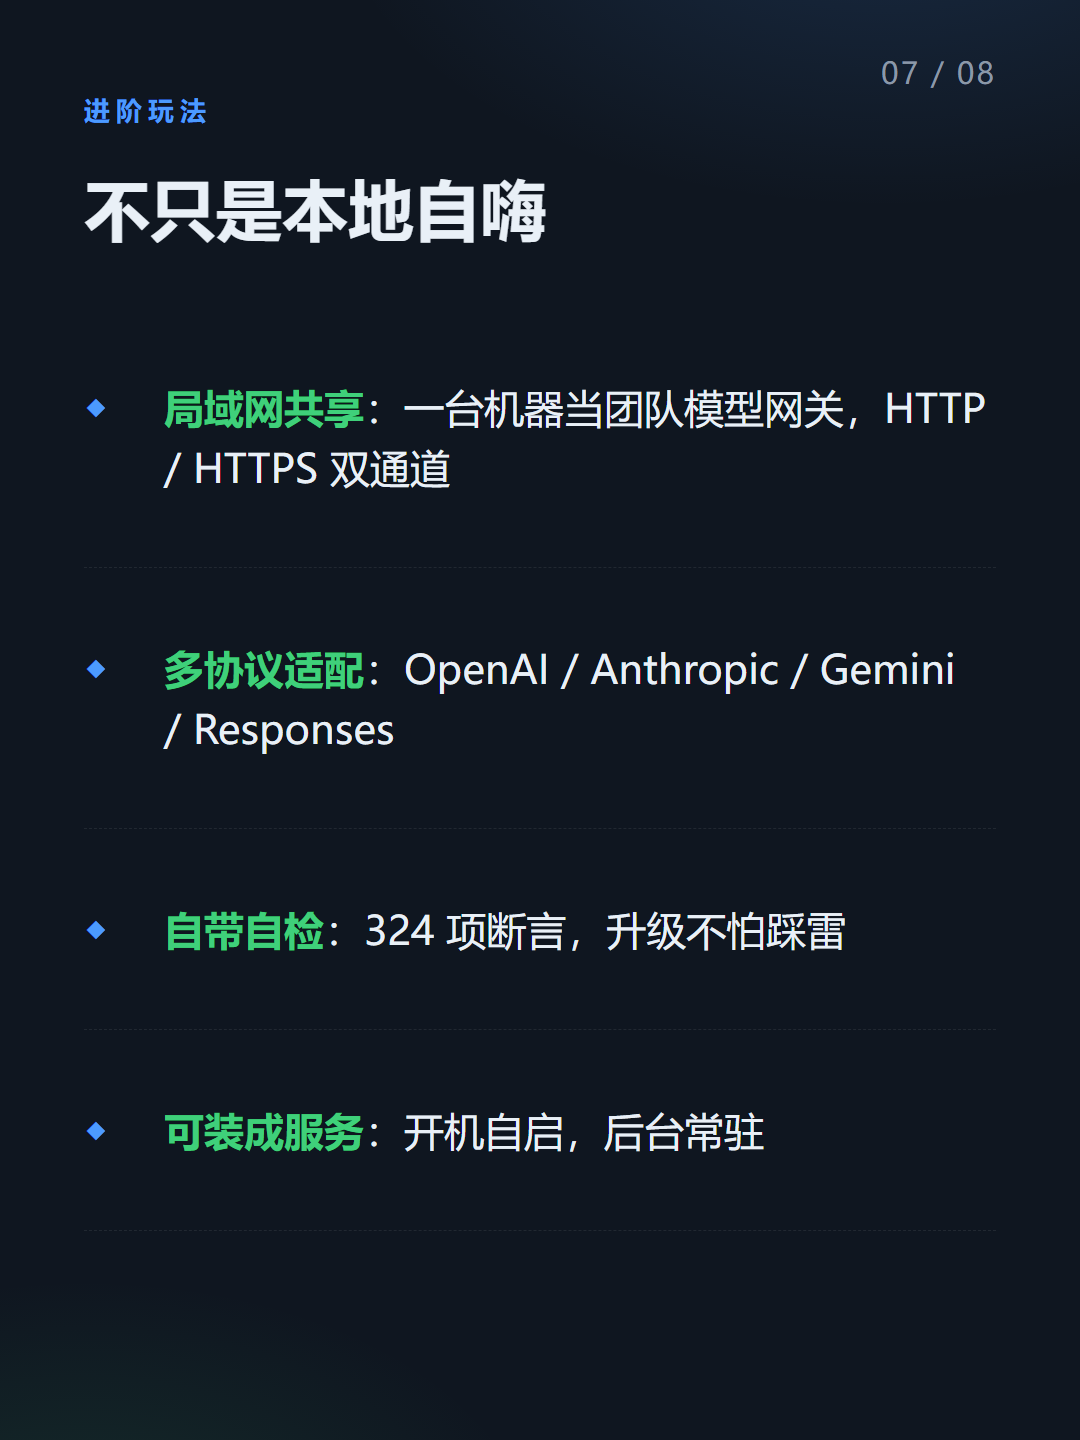 07 / 08
进阶玩法
不只是本地自嗨
局域网共享：一台机器当团队模型网关，HTTP
/ HTTPS 双通道
多协议适配：OpenAI / Anthropic / Gemini
/ Responses
自带自检：324 项断言，升级不怕踩雷
可装成服务：开机自启，后台常驻